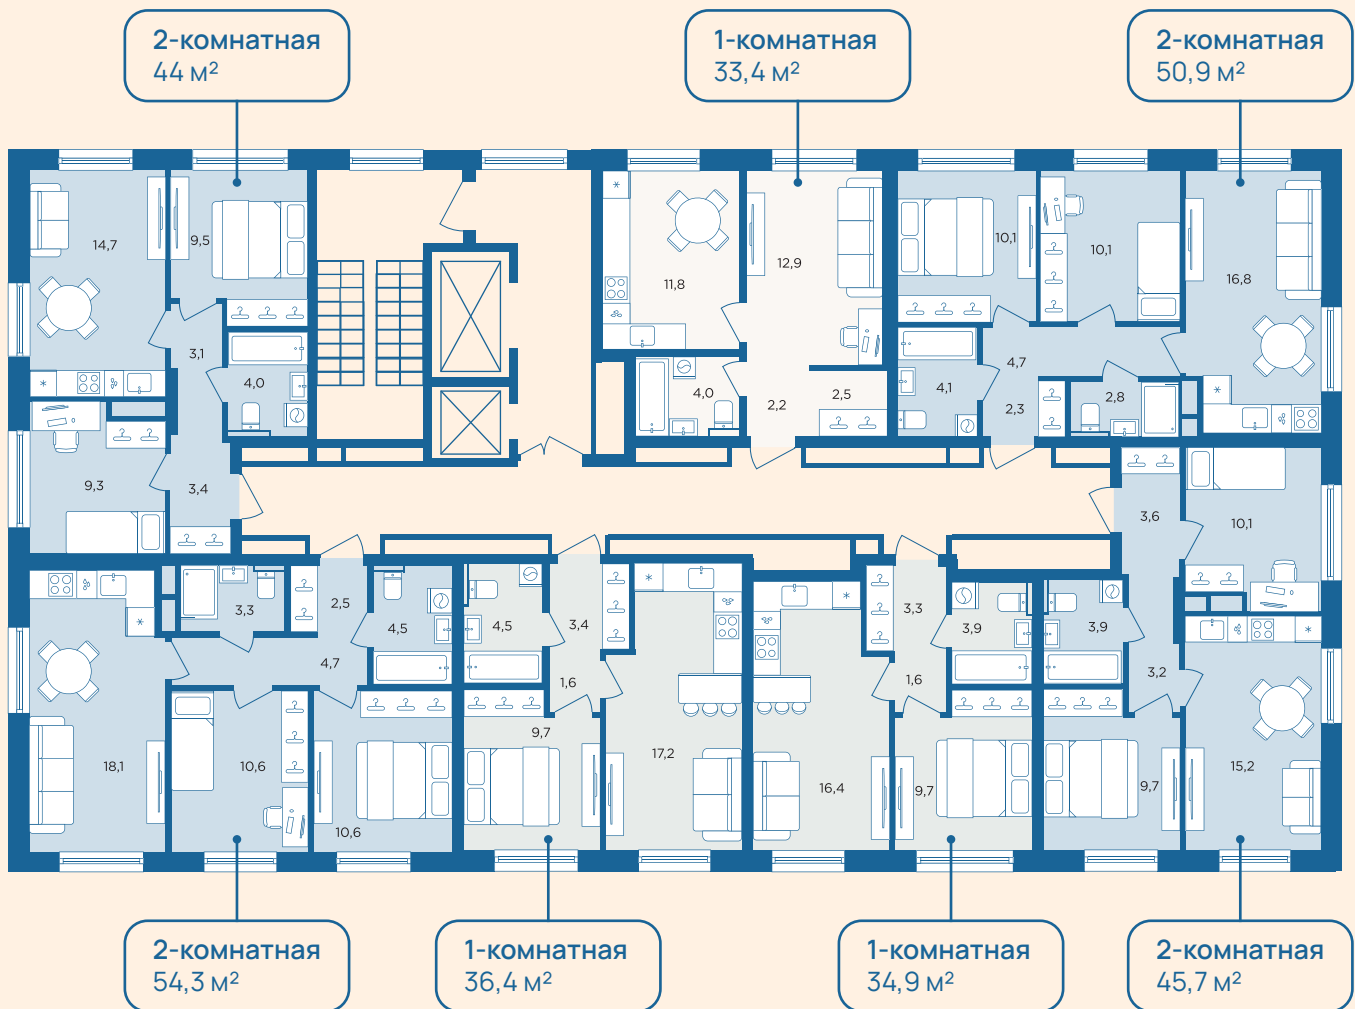 2-комнатная
44 м²
1-комнатная
33,4 м²
2-комнатная
50,9 м²
14,7
9,5
3,1
4,0
9,3
3,4
11,8
12,9
4,0
2,2
2,5
10,1
10,1
16,8
4,7
4,1
2,3
2,8
3,6
10,1
3,3
2,5
4,5
4,7
18,1
10,6
10,6
4,5
3,4
1,6
9,7
17,2
3,3
3,9
1,6
16,4
9,7
3,9
3,2
9,7
15,2
2-комнатная
54,3 м²
1-комнатная
36,4 м²
1-комнатная
34,9 м²
2-комнатная
45,7 м²